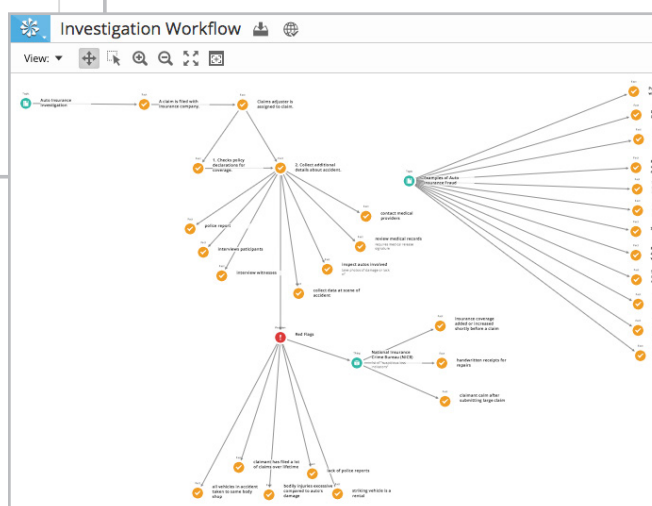 Investigation Workflow
View:
Auto Insurance
Investigation
A claim is filed with
insurance company
Claims adjuster is
assigned to claim
1. Checks policy
declarations for
coverage
2. Collect additional
details about accident
Examples of Auto
Insurance Fraud
contact medical
providers
police report
review medical records
interviews participants
inspect autos involved
interview witnesses
collect data at scene of
accident
Red Flags
insurance coverage
added or increased
shortly before a claim
National Insurance
Crime Bureau (NICB)
handwritten receipts for
repairs
claimant calm after
submitting large claim
claimant has filed a lot
of claims over lifetime
lack of police reports
all vehicles in accident
taken to same body
shop
bodily injuries excessive
compared to auto's
damage
striking vehicle is a
rental